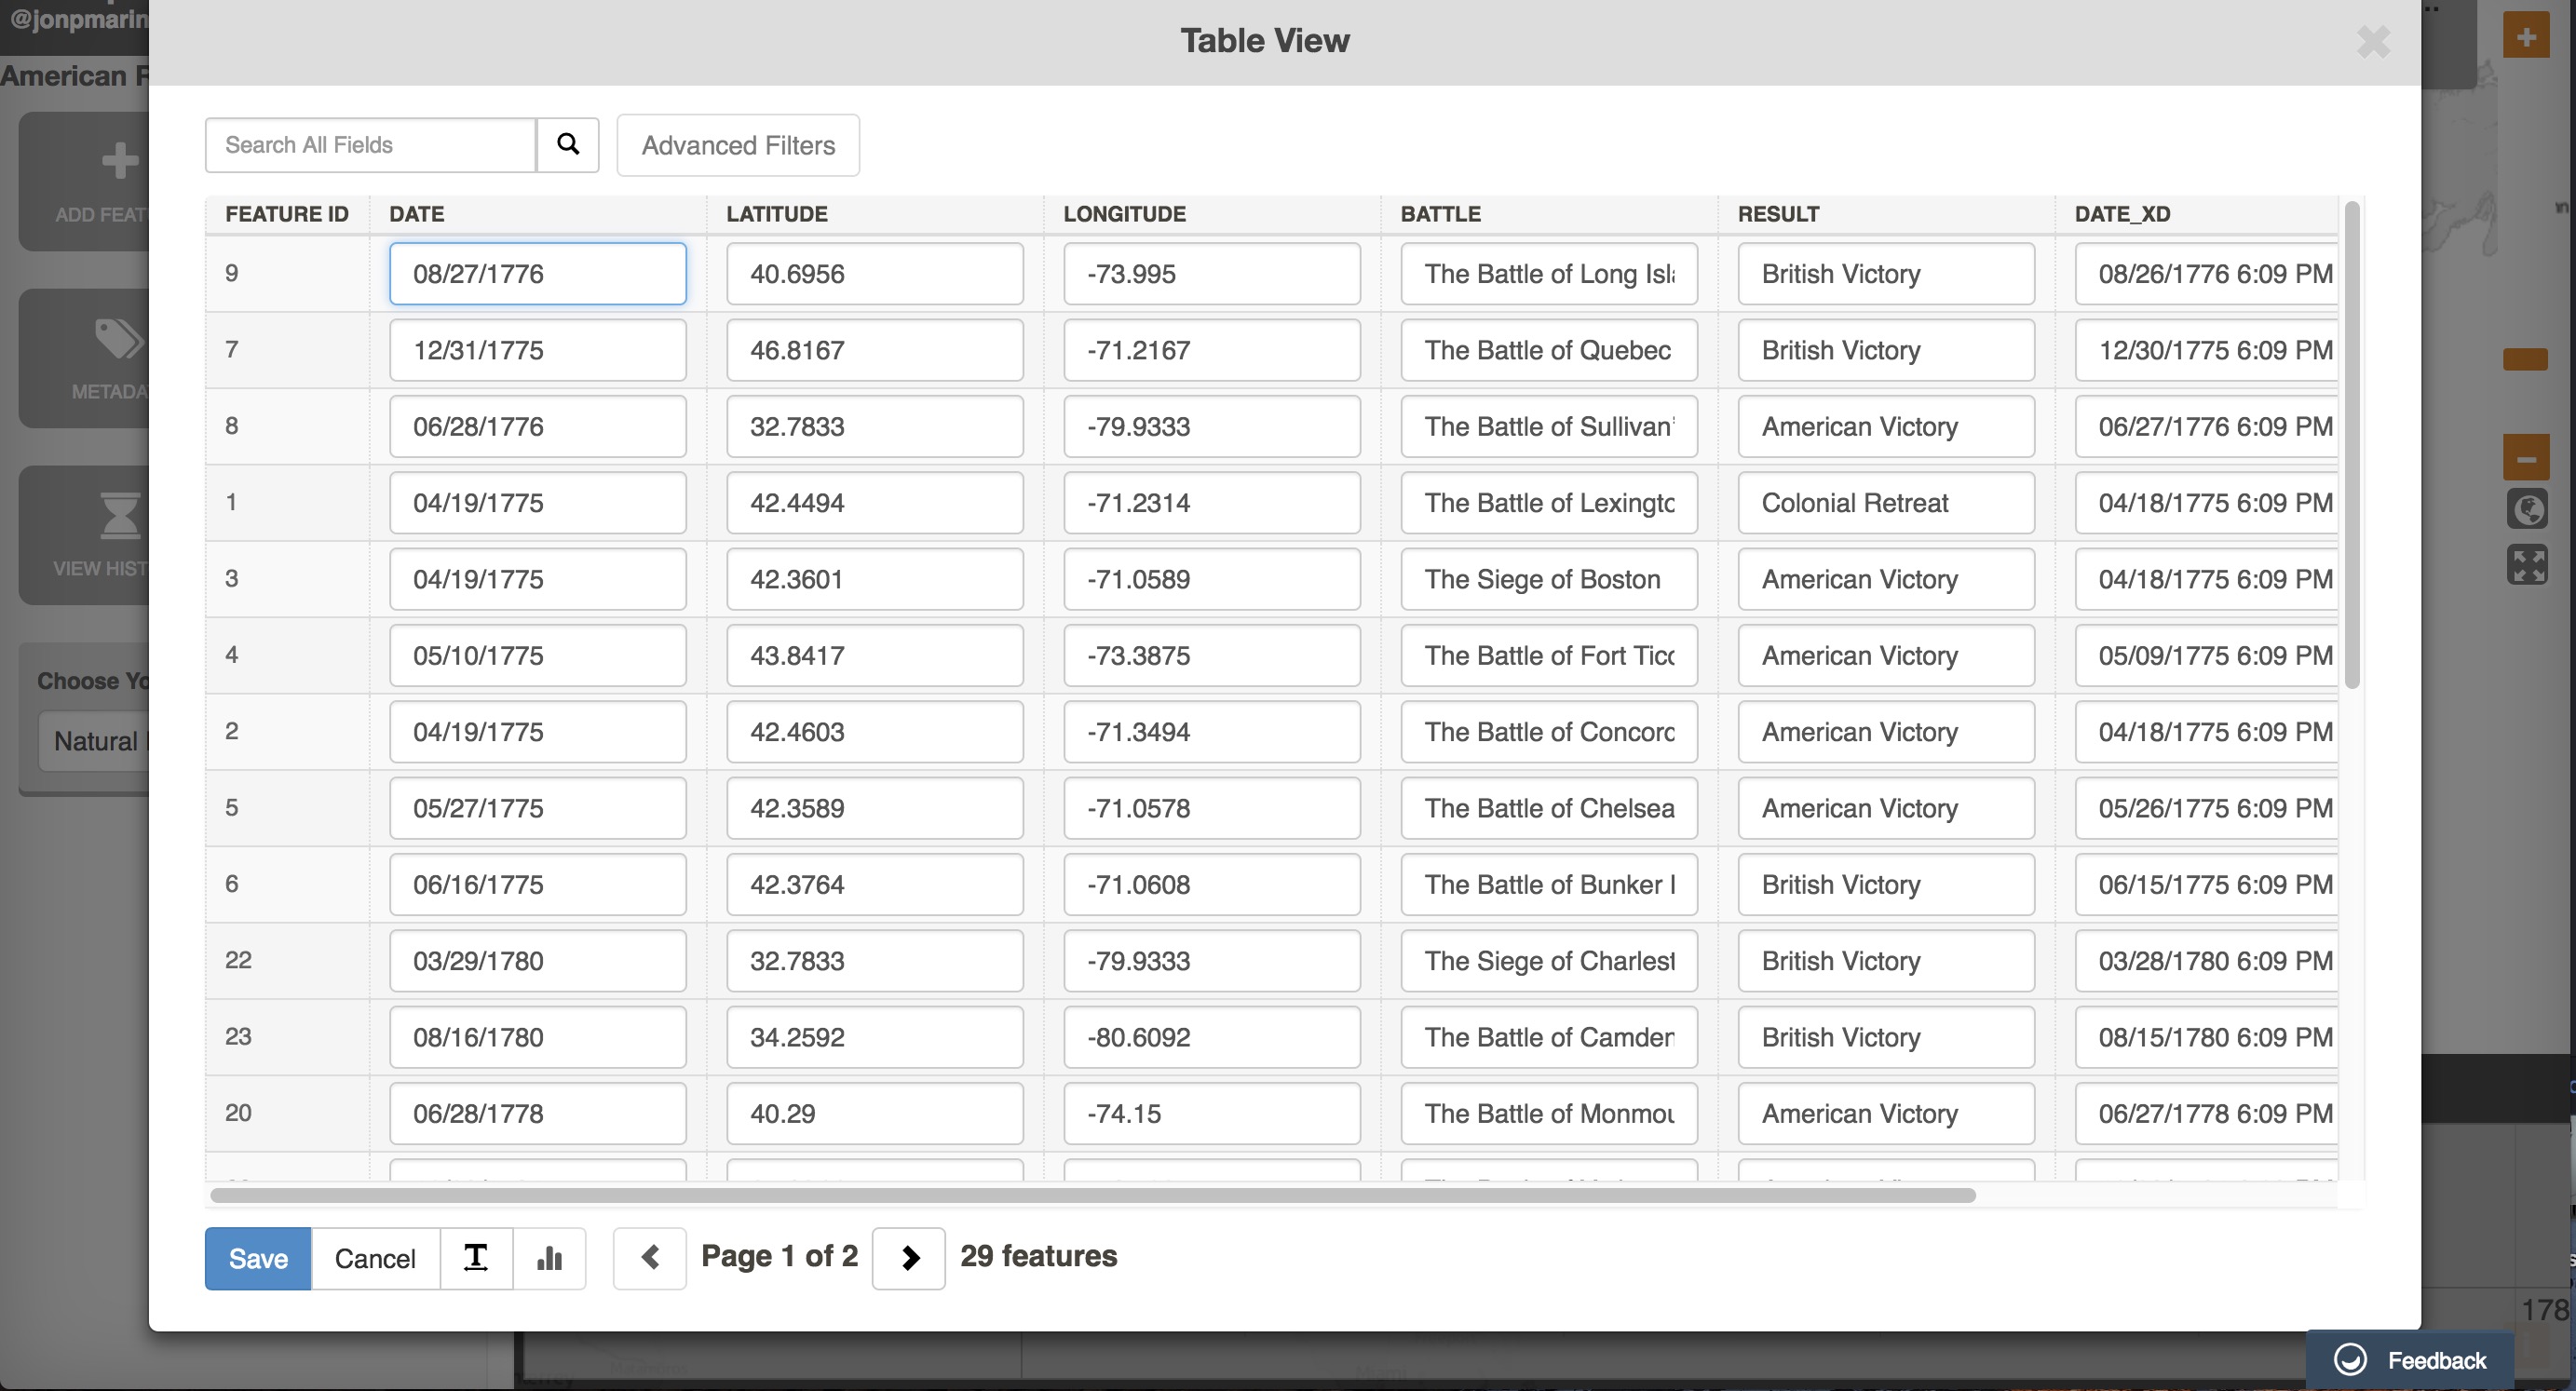 @jonpmarin
Table View
American R
Search All Fields
Advanced Filters
ADD FEAT
METADA
VIEW HIST
Choose Yo
Natural
FEATURE ID DATE LATITUDE LONGITUDE BATTLE RESULT DATE_XD
9 08/27/1776 40.6956 -73.995 The Battle of Long Isl British Victory 08/26/1776 6:09 PM
7 12/31/1775 46.8167 -71.2167 The Battle of Quebec British Victory 12/30/1775 6:09 PM
8 06/28/1776 32.7833 -79.9333 The Battle of Sullivan' American Victory 06/27/1776 6:09 PM
1 04/19/1775 42.4494 -71.2314 The Battle of Lexingto Colonial Retreat 04/18/1775 6:09 PM
3 04/19/1775 42.3601 -71.0589 The Siege of Boston American Victory 04/18/1775 6:09 PM
4 05/10/1775 43.8417 -73.3875 The Battle of Fort Tico American Victory 05/09/1775 6:09 PM
2 04/19/1775 42.4603 -71.3494 The Battle of Concord American Victory 04/18/1775 6:09 PM
5 05/27/1775 42.3589 -71.0578 The Battle of Chelsea American Victory 05/26/1775 6:09 PM
6 06/16/1775 42.3764 -71.0608 The Battle of Bunker British Victory 06/15/1775 6:09 PM
22 03/29/1780 32.7833 -79.9333 The Siege of Charlest British Victory 03/28/1780 6:09 PM
23 08/16/1780 34.2592 -80.6092 The Battle of Camden British Victory 08/15/1780 6:09 PM
20 06/28/1778 40.29 -74.15 The Battle of Monmou American Victory 06/27/1778 6:09 PM
Save Cancel T Page 1 of 2 29 features
178
Feedback